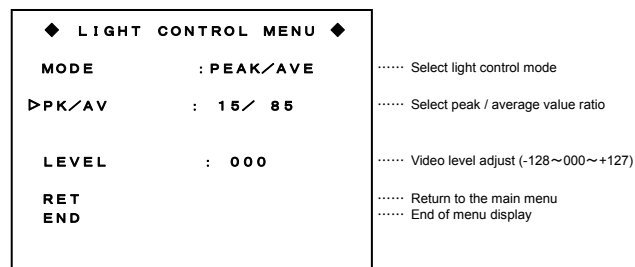 ◆ LIGHT CONTROL MENU ◆
MODE :PEAK/AVE ······ Select light control mode
▷PK/AV : 15/ 85 ······ Select peak / average value ratio
LEVEL : 000 ······ Video level adjust (-128～000～+127)
RET ······ Return to the main menu
END ······ End of menu display